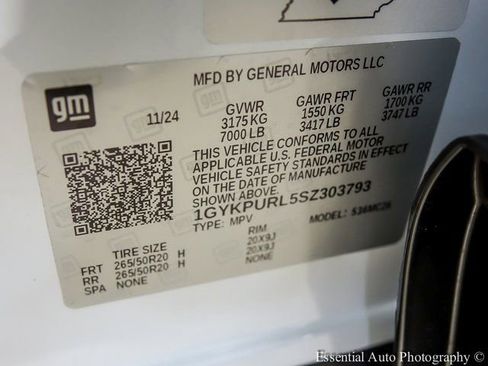 MFD BY GENERAL MOTORS LLC
gm
11/24
GVWR
3175 KG
7000 LB
GAWR FRT
1550 KG
3417 LB
GAWR RR
1700 KG
3747 LB
THIS VEHICLE CONFORMS TO ALL
APPLICABLE U.S. FEDERAL MOTOR
VEHICLE SAFETY STANDARDS IN EFFECT
ON THE DATE OF MANUFACTURE
SHOWN ABOVE.
1GYKPURL5SZ303793
TYPE: MPV
MODEL:
TIRE SIZE
RIM
FRT 265/50R20 H 20X9J
RR 265/50R20 H 20X9J
SPA NONE NONE
Essential Auto Photography ©